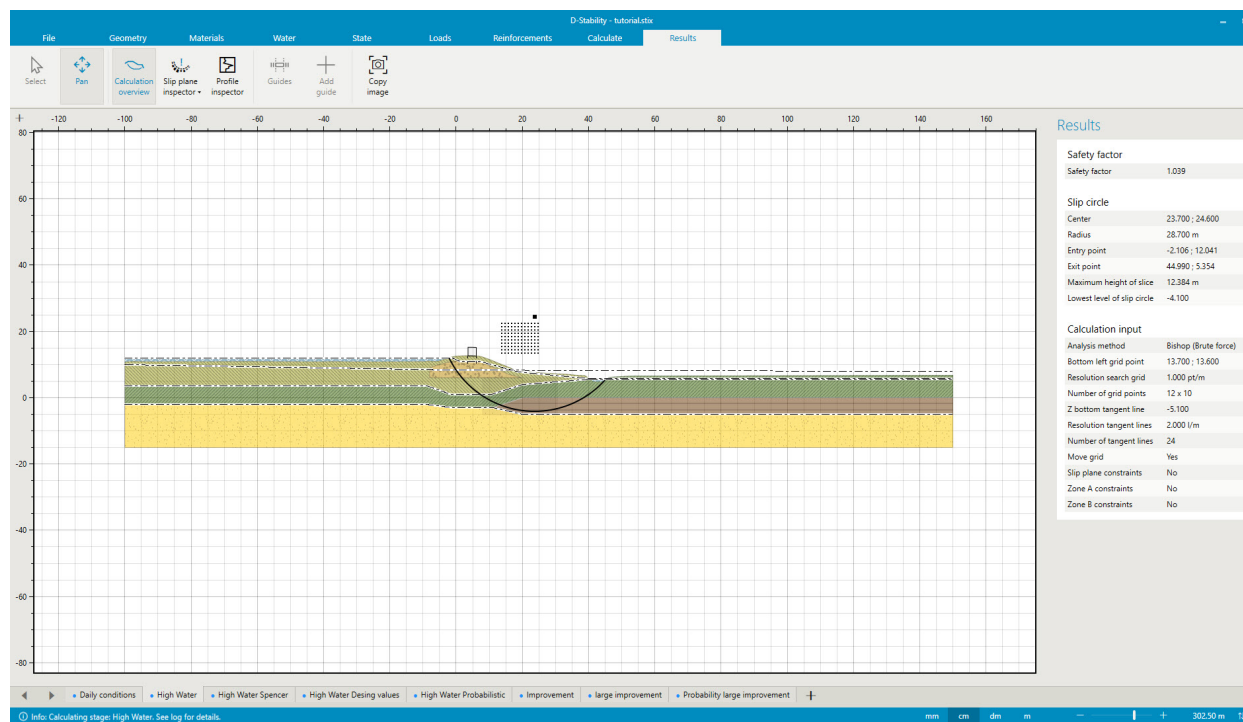 D-Stability - tutorial.stix
File Geometry Materials Water State Loads Reinforcements Calculate Results
Select Pan Calculation overview Slip plane inspector Profile inspector Guides Add guide Copy image
-120 -100 -80 -60 -40 -20 0 20 40 60 80 100 120 140 160
80
60
40
20
0
-20
-40
-60
-80
Results
Safety factor
Safety factor 1.039
Slip circle
Center 23.700 ; 24.600
Radius 28.700 m
Entry point -2.106 ; 12.041
Exit point 44.990 ; 5.354
Maximum height of slice 12.384 m
Lowest level of slip circle -4.100
Calculation input
Analysis method Bishop (Brute force)
Bottom left grid point 13.700 ; 13.600
Resolution search grid 1.000 pt/m
Number of grid points 12 x 10
Z bottom tangent line -5.100
Resolution tangent lines 2.000 l/m
Number of tangent lines 24
Move grid Yes
Slip plane constraints No
Zone A constraints No
Zone B constraints No
Daily conditions High Water High Water Spencer High Water Desing values High Water Probabilistic Improvement large improvement Probability large improvement
Info: Calculating stage: High Water. See log for details. mm cm dm m 302.50 m